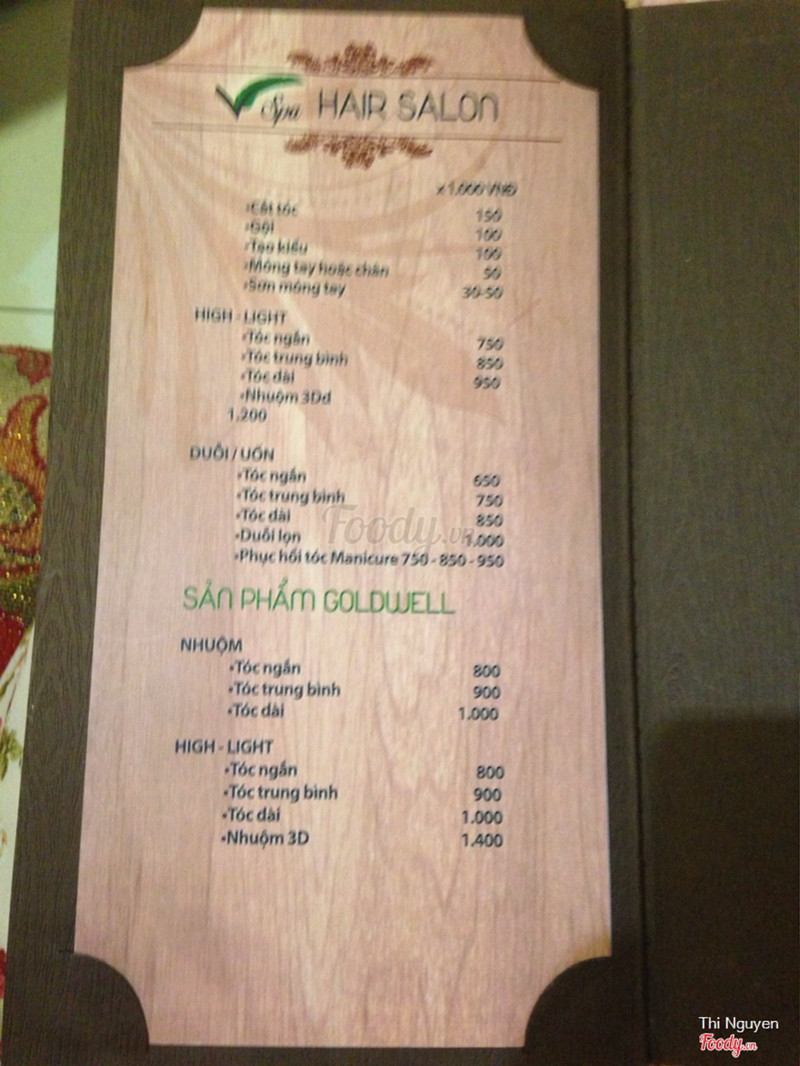 V Spa HAIR SALON
x 1,000 VNĐ
•Cắt tóc 150
•Gội 100
•Tạo kiểu 100
•Móng tay hoặc chân 50
•Sơn móng tay 30-50
HIGH - LIGHT
•Tóc ngắn 750
•Tóc trung bình 850
•Tóc dài 950
•Nhuộm 3Dd
1.200
DUỖI / UỐN
•Tóc ngắn 650
•Tóc trung bình 750
•Tóc dài 850
•Duỗi lọn 1.000
•Phục hồi tóc Manicure 750 - 850 - 950
Foody.vn
SẢN PHẨM GOLDWELL
NHUỘM
•Tóc ngắn 800
•Tóc trung bình 900
•Tóc dài 1.000
HIGH - LIGHT
•Tóc ngắn 800
•Tóc trung bình 900
•Tóc dài 1.000
•Nhuộm 3D 1.400
Thi Nguyen
Foody.vn